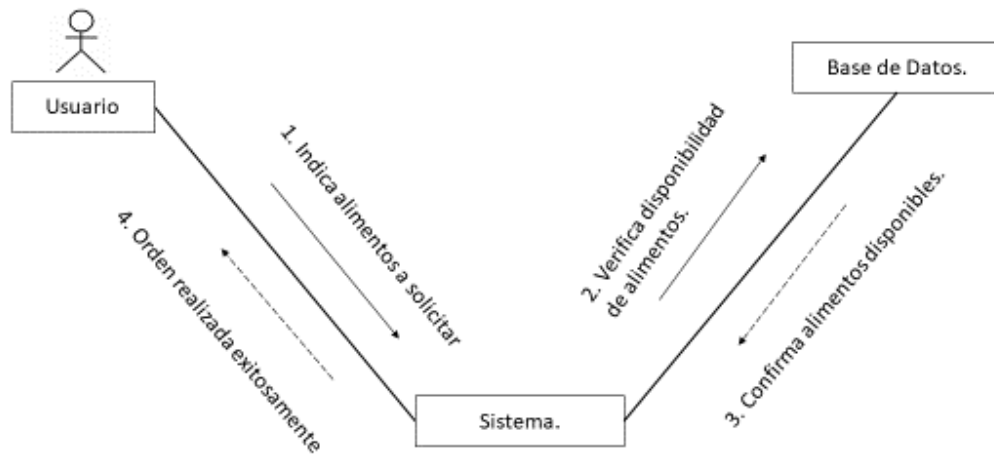 Usuario
Base de Datos.
1. Indica alimentos a solicitar
2. Verifica disponibilidad
de alimentos.
3. Confirma alimentos disponibles.
4. Orden realizada exitosamente
Sistema.